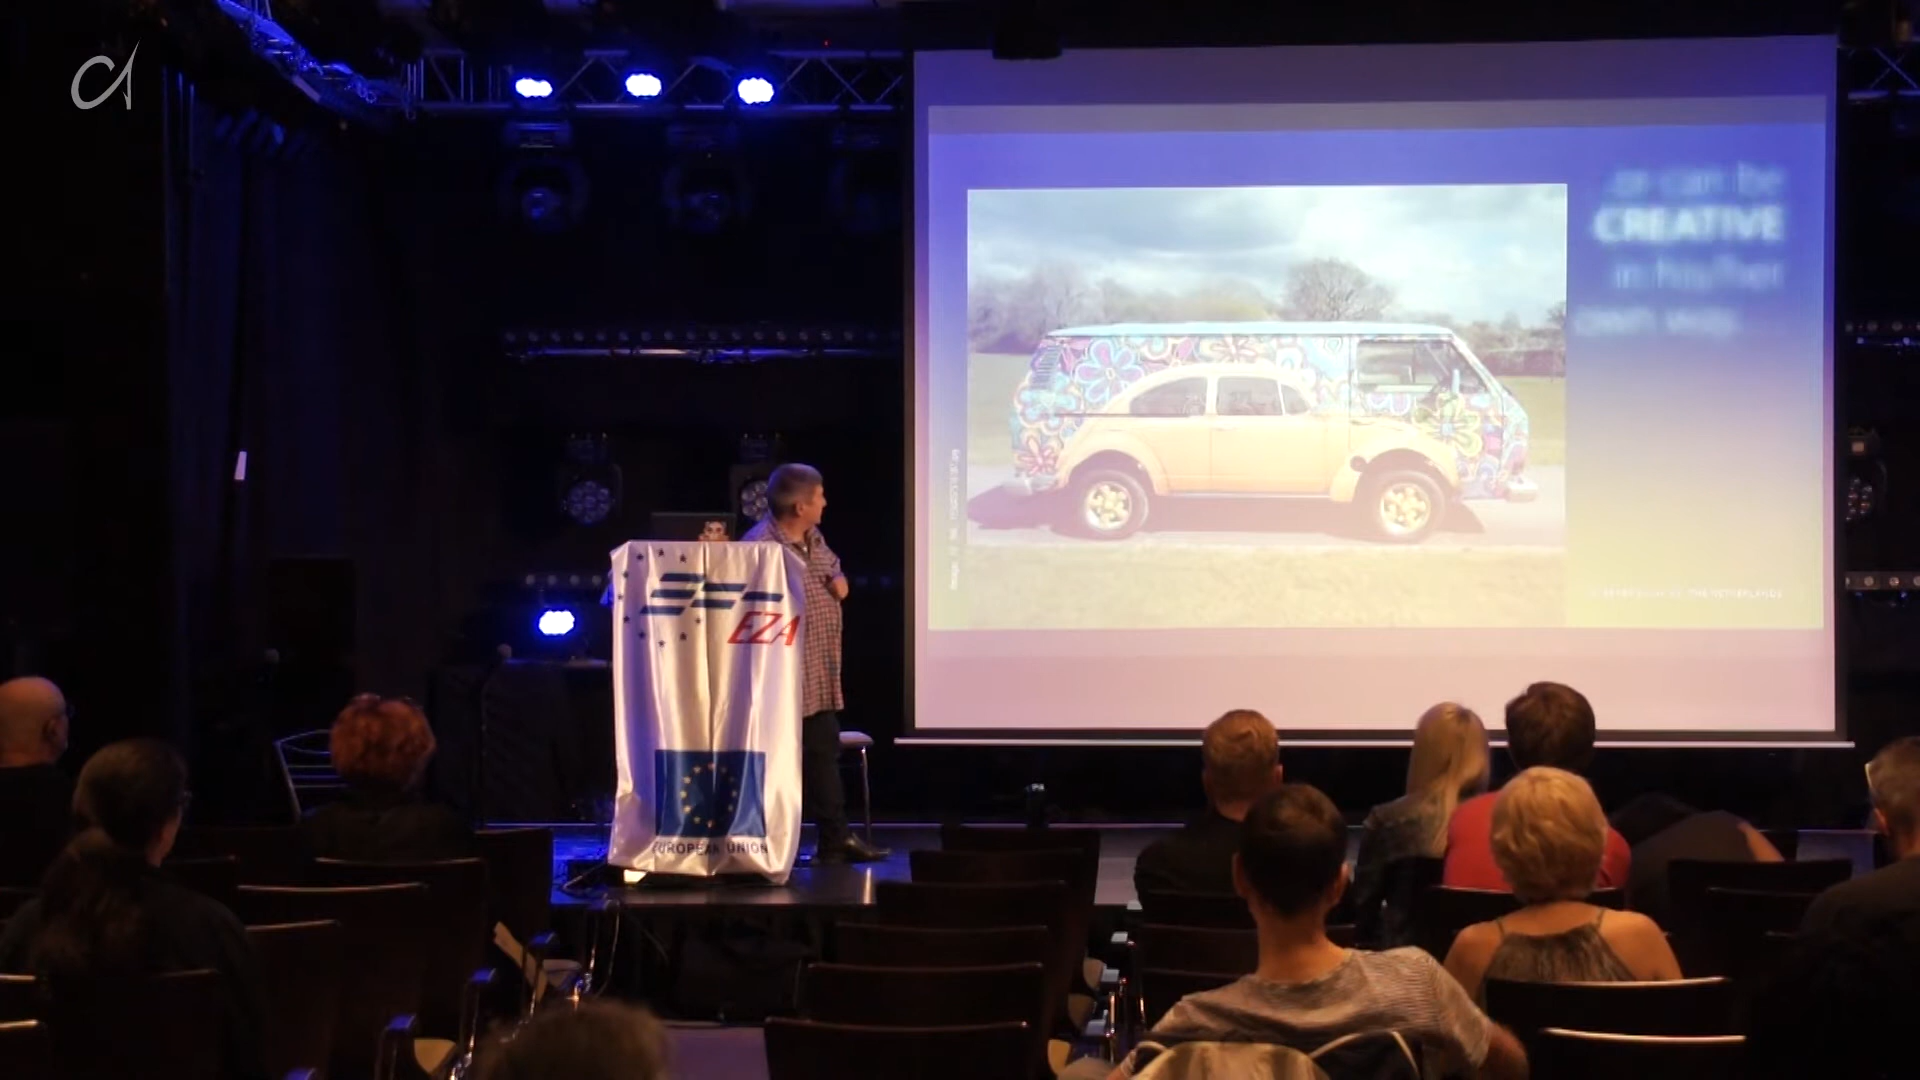 ..or can be
CREATIVE
in his/her
own way
EZA
EUROPEAN UNION